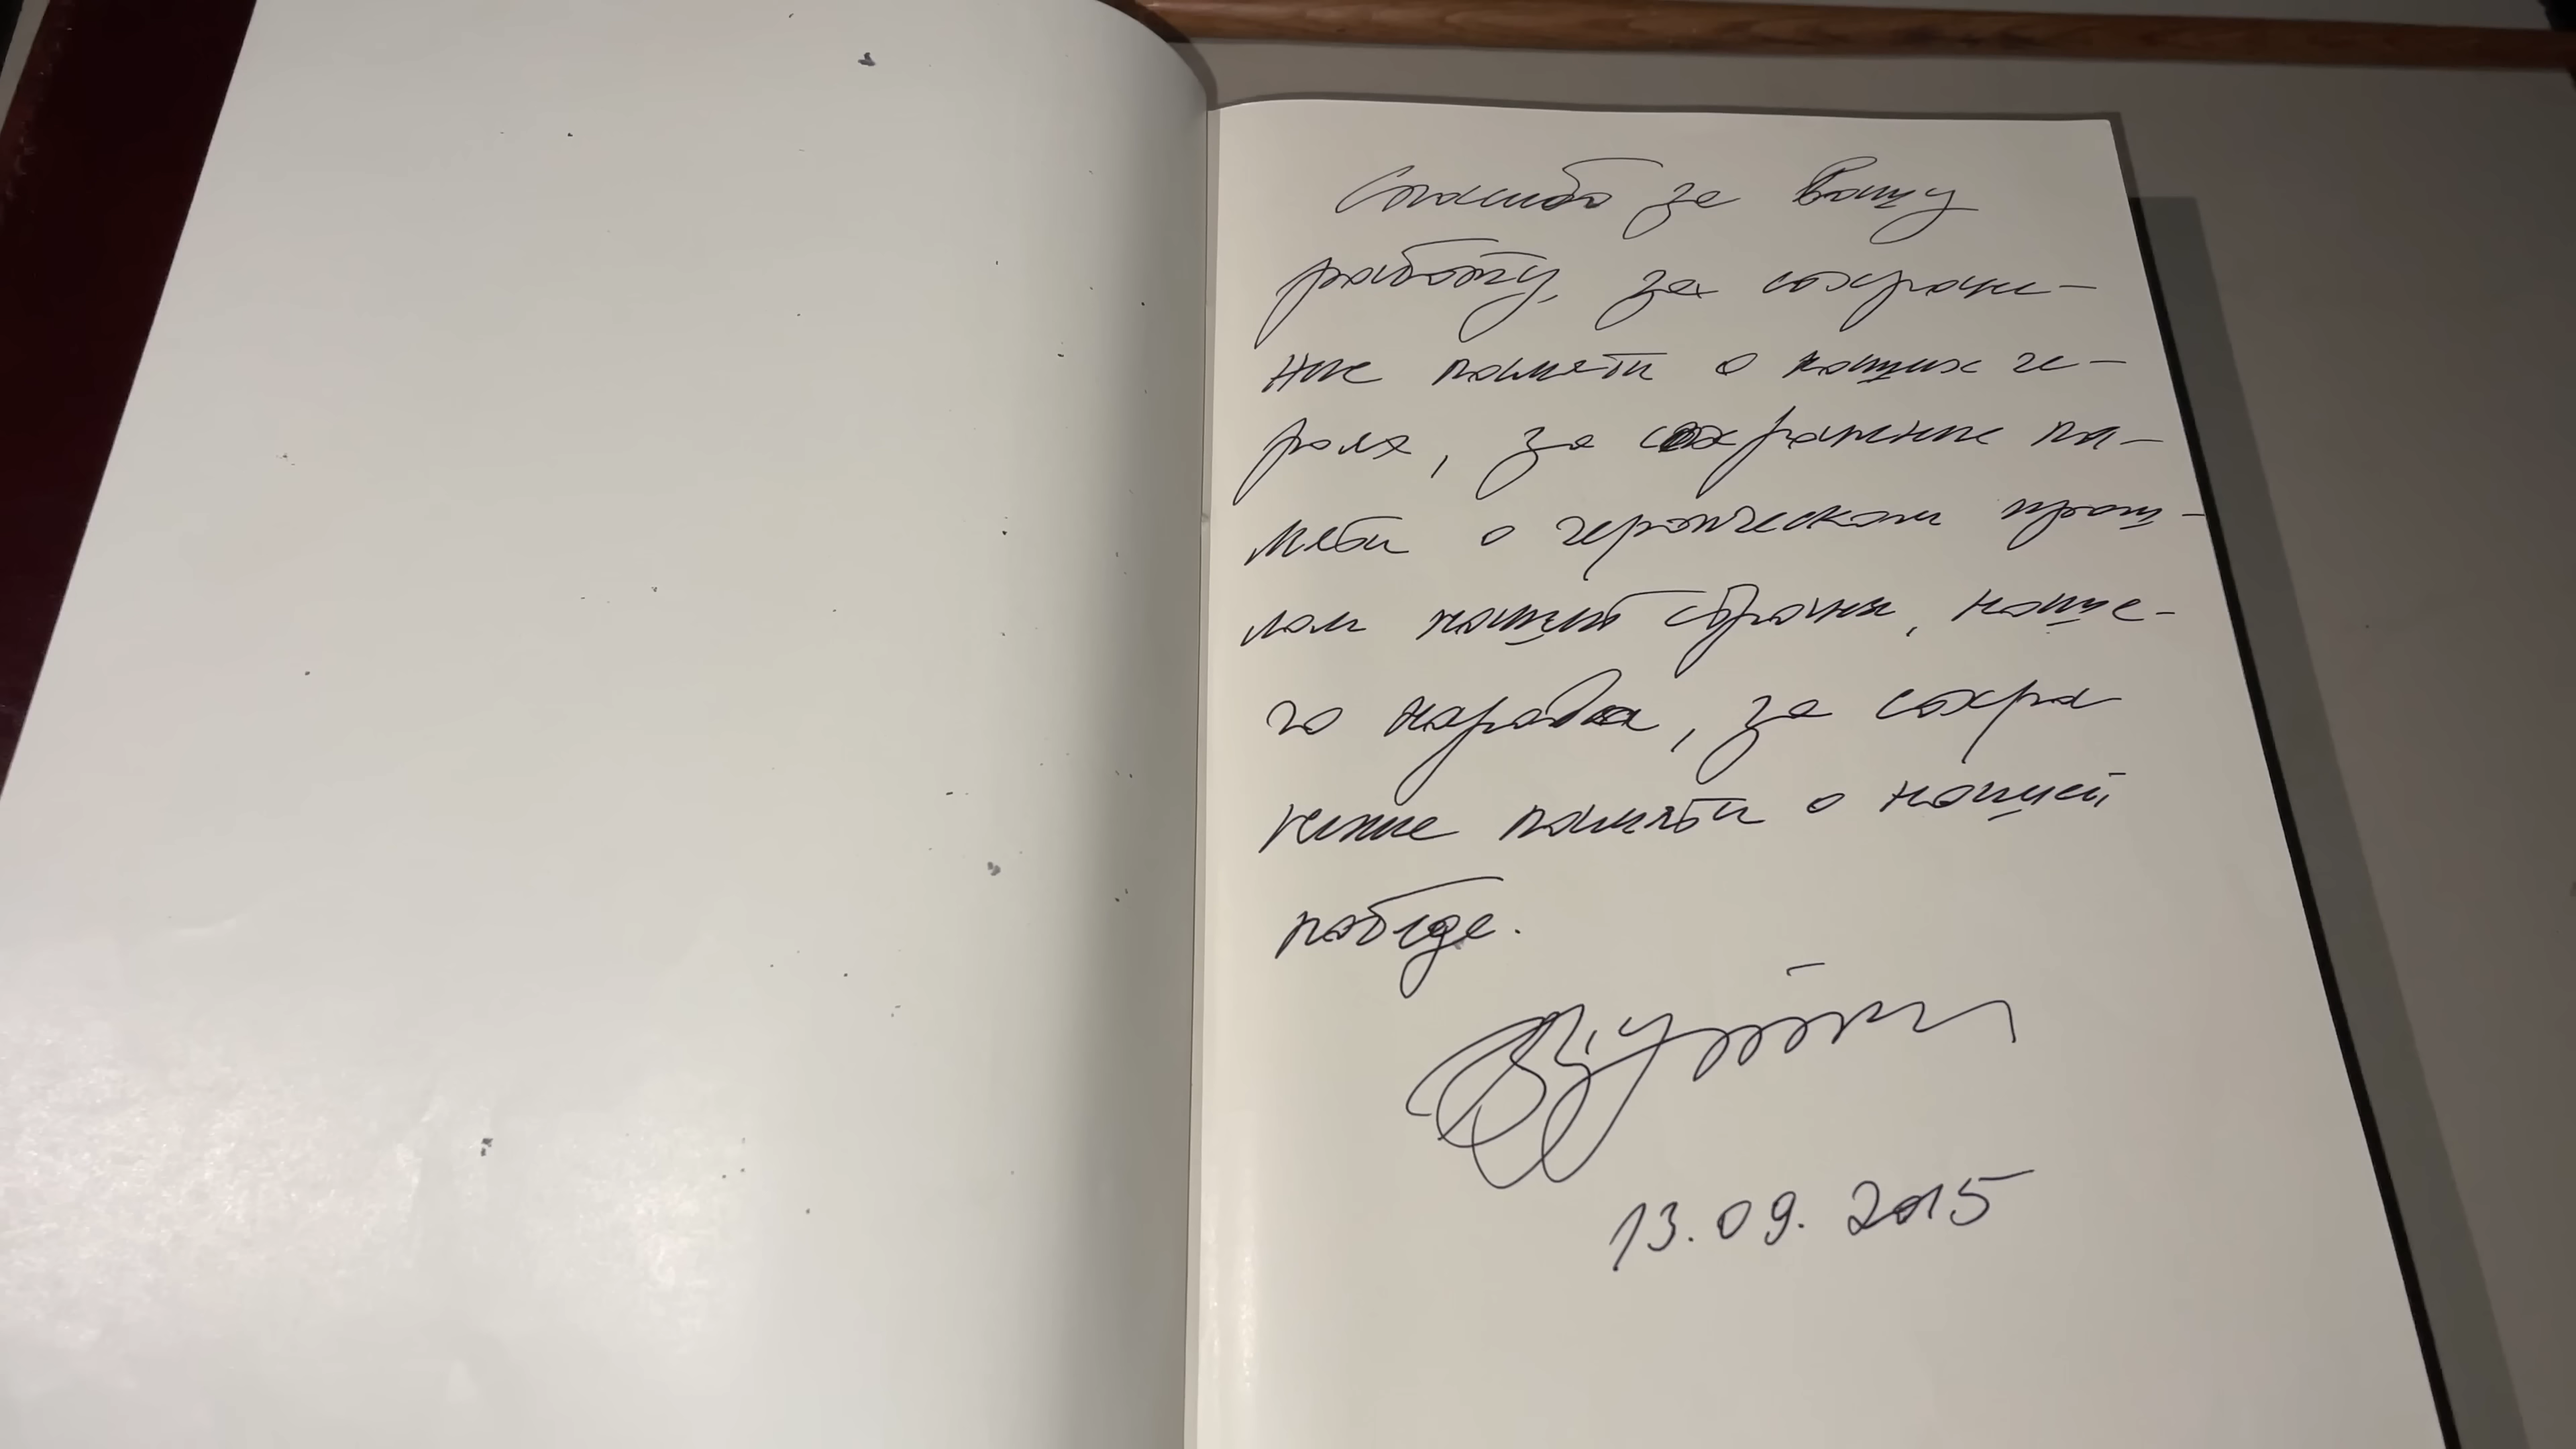 Спасибо за Вашу
работу, за сохране-
ние памяти о наших ге-
роях, за сохранение па-
мяти о героическом прош-
лом нашей страны, наше-
го народа, за сохра
нение памяти о нашей
победе.
13.09.2015